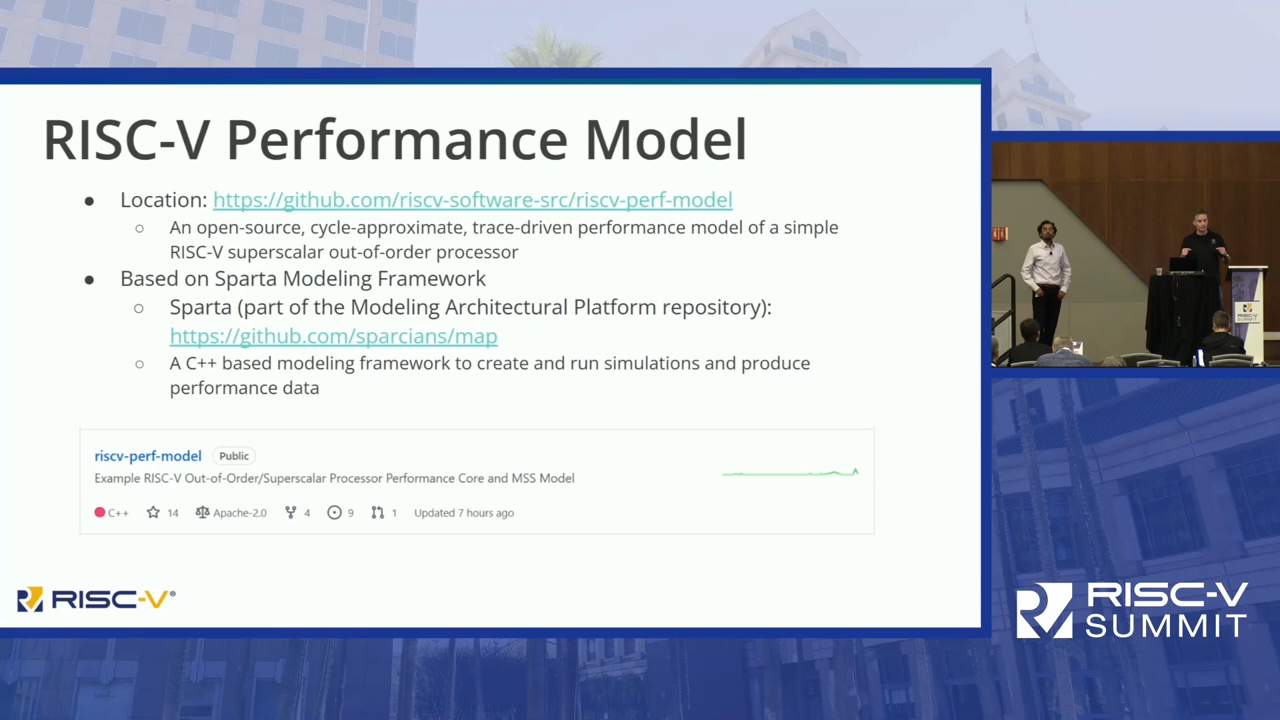 RISC-V Performance Model
● Location: https://github.com/riscv-software-src/riscv-perf-model
○ An open-source, cycle-approximate, trace-driven performance model of a simple
RISC-V superscalar out-of-order processor
● Based on Sparta Modeling Framework
○ Sparta (part of the Modeling Architectural Platform repository):
https://github.com/sparcians/map
○ A C++ based modeling framework to create and run simulations and produce
performance data
riscv-perf-model Public
Example RISC-V Out-of-Order/Superscalar Processor Performance Core and MSS Model
C++ 14 Apache-2.0 4 9 1 Updated 7 hours ago
RISC-V®
RISC-V
SUMMIT
RISC-V
SUMMIT